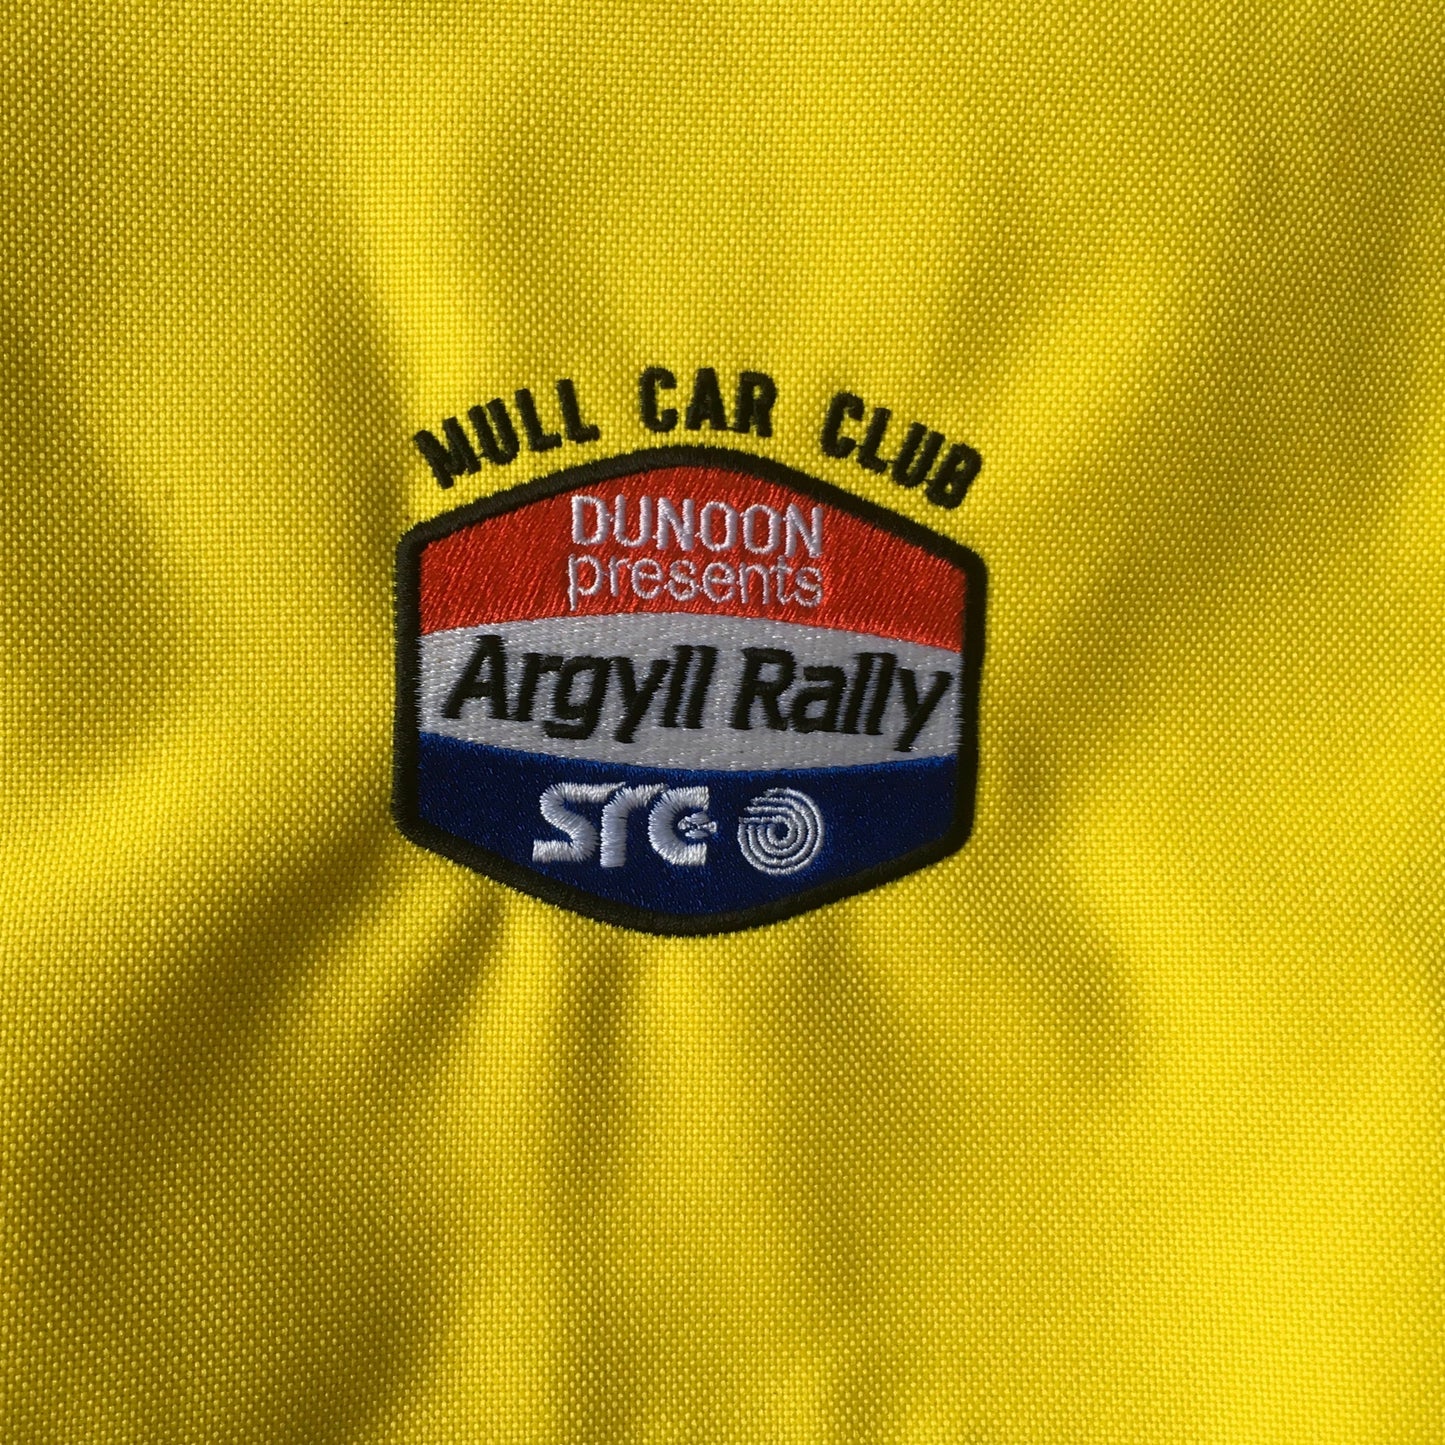 MULL CAR CLUB
DUNOON
presents
Argyll Rally
src